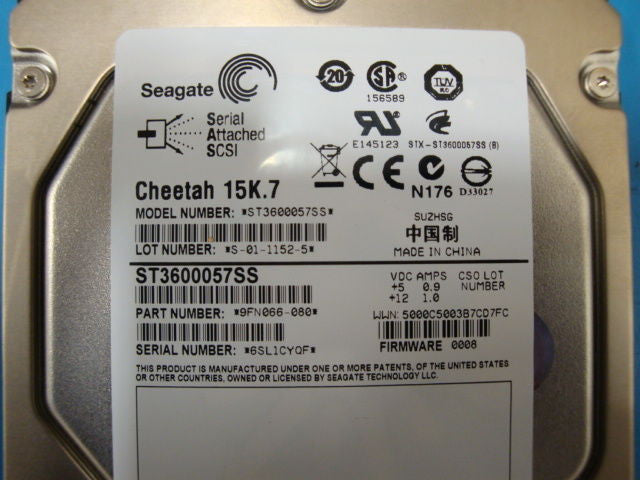 Seagate
20
SA ®
TUV
156589
E145123
STX-ST3600057SS (B)
Serial
Attached
SCSI
CE
N176
D33027
Cheetah 15K.7
MODEL NUMBER: *ST3600057SS*
SUZHSG
中国制
LOT NUMBER: *S-01-1152-5*
MADE IN CHINA
ST3600057SS
VDC AMPS CSO LOT
+5 0.9 NUMBER
+12 1.0
PART NUMBER: *9FN066-080*
WWN: 5000C5003B7CD7FC
SERIAL NUMBER: *6SL1CYQF*
FIRMWARE 0008
THIS PRODUCT IS MANUFACTURED UNDER ONE OR MORE PATENTS, OF THE UNITED STATES
OR OTHER COUNTRIES, OWNED OR LICENSED BY SEAGATE TECHNOLOGY LLC.